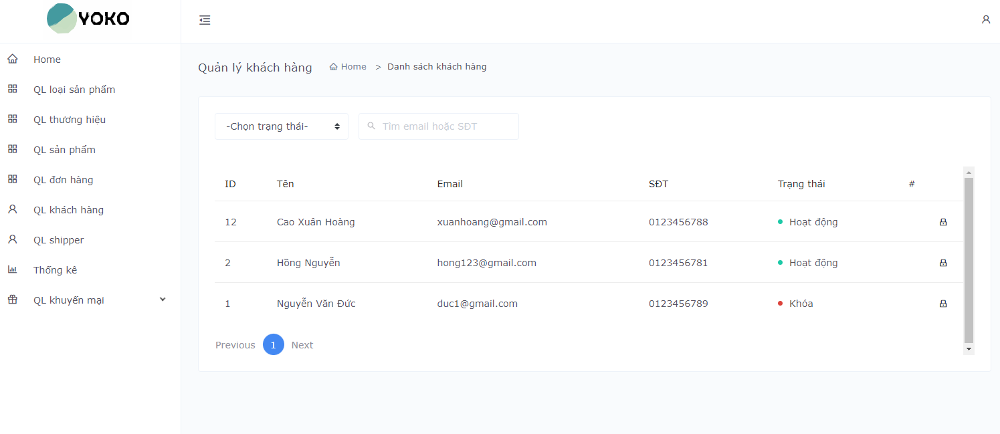 YOKO
Home
QL loại sản phẩm
QL thương hiệu
QL sản phẩm
QL đơn hàng
QL khách hàng
QL shipper
Thống kê
QL khuyến mại
Quản lý khách hàng Home > Danh sách khách hàng
-Chọn trạng thái- Tìm email hoặc SĐT
ID Tên Email SĐT Trạng thái #
12 Cao Xuân Hoàng xuanhoang@gmail.com 0123456788 Hoạt động
2 Hồng Nguyễn hong123@gmail.com 0123456781 Hoạt động
1 Nguyễn Văn Đức duc1@gmail.com 0123456789 Khóa
Previous 1 Next